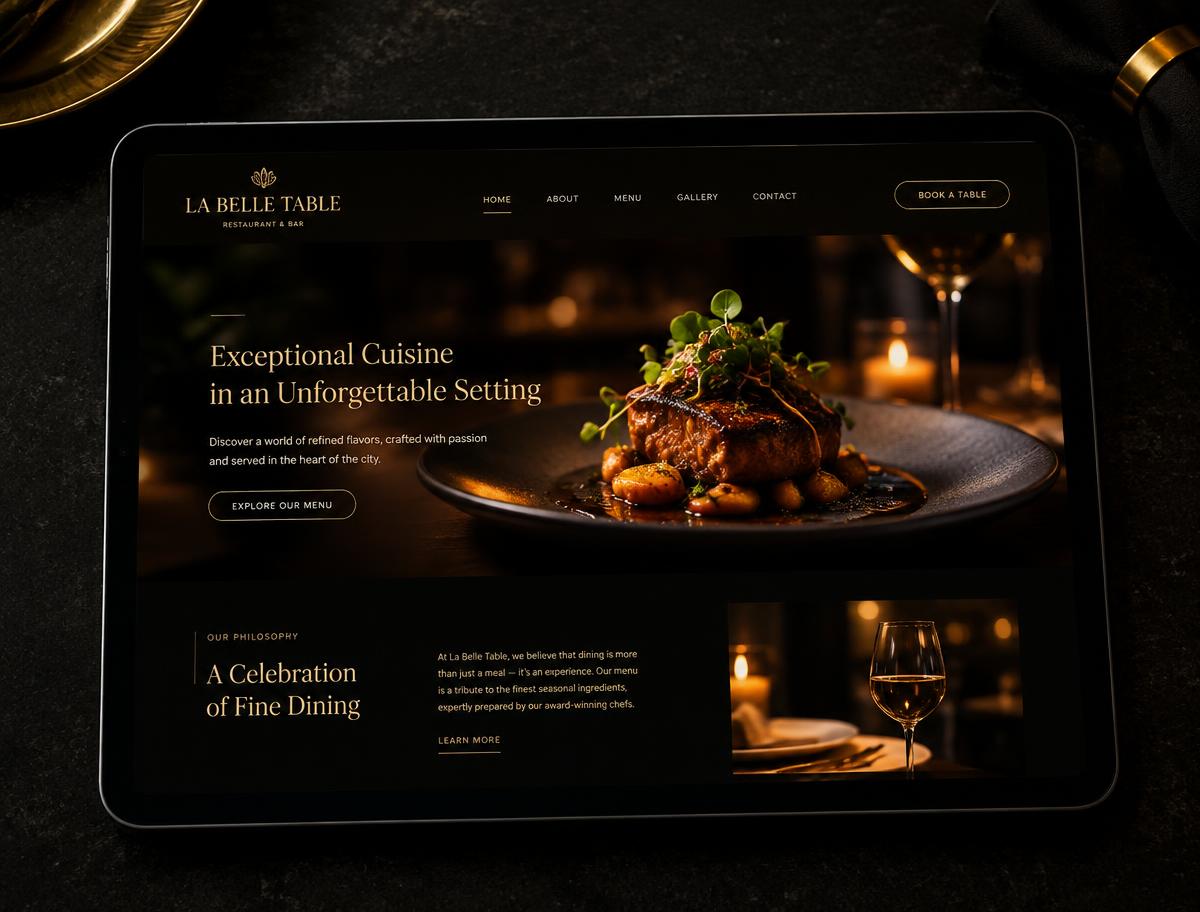 LA BELLE TABLE
RESTAURANT & BAR
HOME ABOUT MENU GALLERY CONTACT
BOOK A TABLE
Exceptional Cuisine
in an Unforgettable Setting
Discover a world of refined flavors, crafted with passion
and served in the heart of the city.
EXPLORE OUR MENU
OUR PHILOSOPHY
A Celebration
of Fine Dining
At La Belle Table, we believe that dining is more
than just a meal — it's an experience. Our menu
is a tribute to the finest seasonal ingredients,
expertly prepared by our award-winning chefs.
LEARN MORE